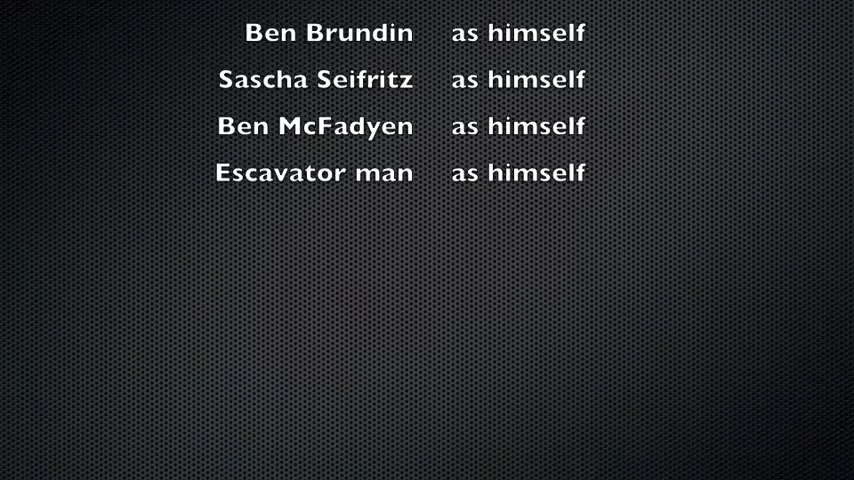 Ben Brundin as himself
Sascha Seifritz as himself
Ben McFadyen as himself
Escavator man as himself